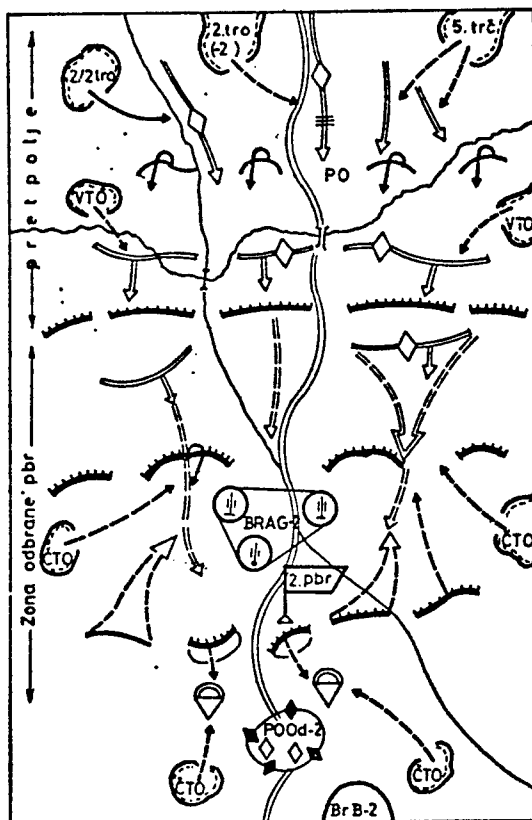 2.tro
(-2)
5.trč.
2/2tro
PO
VTO
VTO
pretpolje
Zona odbrane pbr
BRAG-2
ČTO
ČTO
2.pbr
POOd-2
ČTO
ČTO
BrB-2